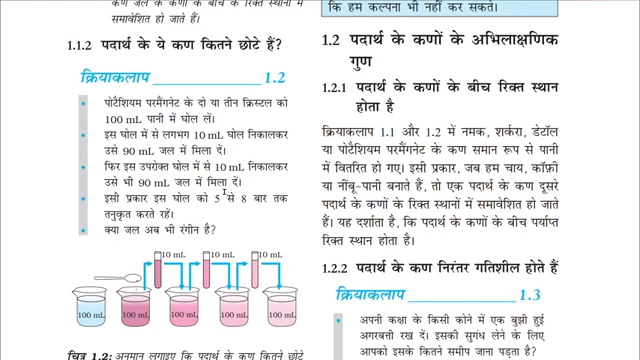 कण जल के कणों के बीच के रिक्त स्थानों में
समावेशित हो जाते हैं।
1.1.2 पदार्थ के ये कण कितने छोटे हैं?
क्रियाकलाप 1.2
• पोटैशियम परमैंगनेट के दो या तीन क्रिस्टल को
100 mL पानी में घोल लें।
• इस घोल में से लगभग 10 mL घोल निकालकर
उसे 90 mL जल में मिला दें।
• फिर इस उपरोक्त घोल में से 10 mL निकालकर
उसे भी 90 mL जल में मिला दें।
• इसी प्रकार इस घोल को 5 से 8 बार तक
तनुकृत करते रहें।
• क्या जल अब भी रंगीन है?
10 mL 10 mL 10 mL
100 mL 100 mL 100 mL 100 mL 100 mL
चित्र 1.2: अनुमान लगाइए कि पदार्थ के कण कितने छोटे
कि हम कल्पना भी नहीं कर सकते।
1.2 पदार्थ के कणों के अभिलाक्षणिक
गुण
1.2.1 पदार्थ के कणों के बीच रिक्त स्थान
होता है
क्रियाकलाप 1.1 और 1.2 में नमक, शर्करा, डेटॉल
या पोटैशियम परमैंगनेट के कण समान रूप से पानी
में वितरित हो गए। इसी प्रकार, जब हम चाय, कॉफ़ी
या नींबू-पानी बनाते हैं, तो एक पदार्थ के कण दूसरे
पदार्थ के कणों के रिक्त स्थानों में समावेशित हो जाते
हैं। यह दर्शाता है, कि पदार्थ के कणों के बीच पर्याप्त
रिक्त स्थान होता है।
1.2.2 पदार्थ के कण निरंतर गतिशील होते हैं
क्रियाकलाप 1.3
• अपनी कक्षा के किसी कोने में एक बुझी हुई
अगरबत्ती रख दें। इसकी सुगंध लेने के लिए
आपको इसके कितने समीप जाना पड़ता है?